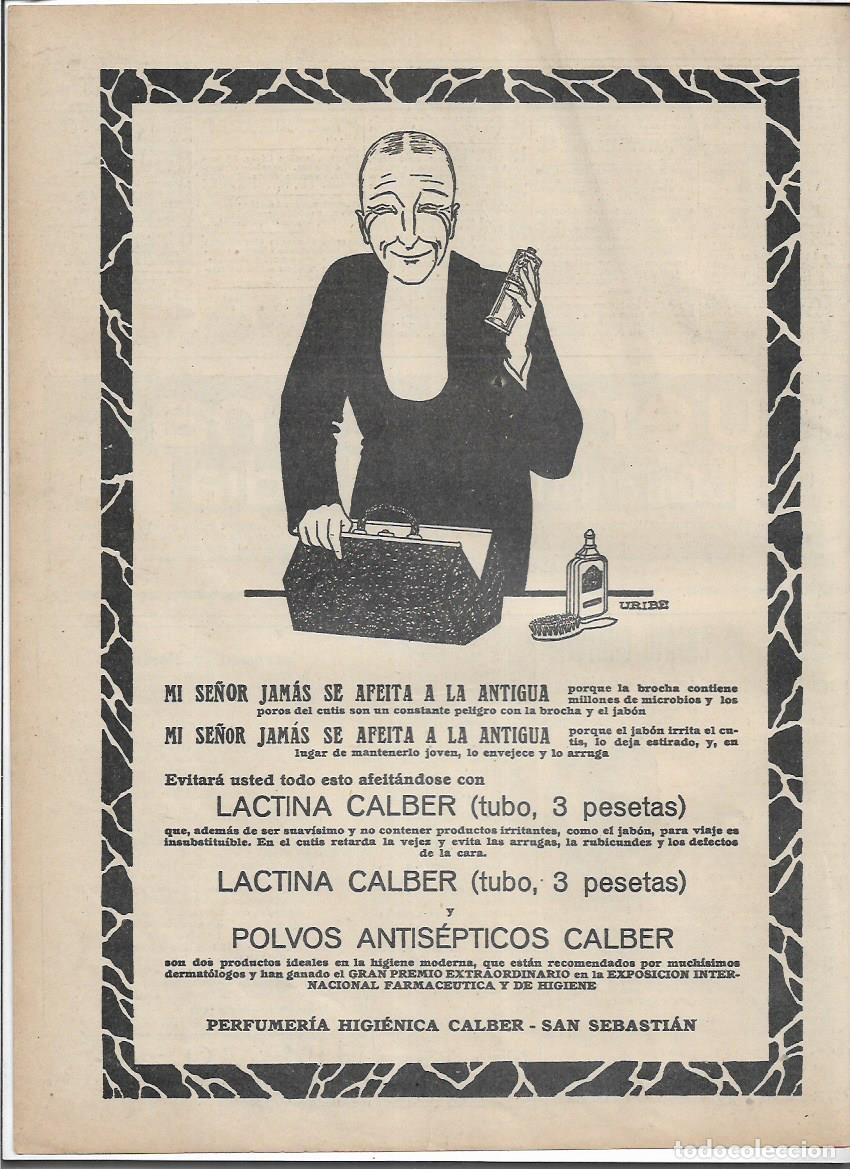 URIBE
MI SEÑOR JAMÁS SE AFEITA A LA ANTIGUA porque la brocha contiene
millones de microbios y los
poros del cutis son un constante peligro con la brocha y el jabón
MI SEÑOR JAMÁS SE AFEITA A LA ANTIGUA porque el jabón irrita el cu-
tis, lo deja estirado, y, en
lugar de mantenerlo joven, lo envejece y lo arruga
Evitará usted todo esto afeitándose con
LACTINA CALBER (tubo, 3 pesetas)
que, además de ser suavísimo y no contener productos irritantes, como el jabón, para viaje es
insubstituíble. En el cutis retarda la vejez y evita las arrugas, la rubicundez y los defectos
de la cara.
LACTINA CALBER (tubo, 3 pesetas)
y
POLVOS ANTISÉPTICOS CALBER
son dos productos ideales en la higiene moderna, que están recomendados por muchísimos
dermatólogos y han ganado el GRAN PREMIO EXTRAORDINARIO en la EXPOSICION INTER-
NACIONAL FARMACEUTICA Y DE HIGIENE
PERFUMERÍA HIGIÉNICA CALBER - SAN SEBASTIÁN
todocoleccion